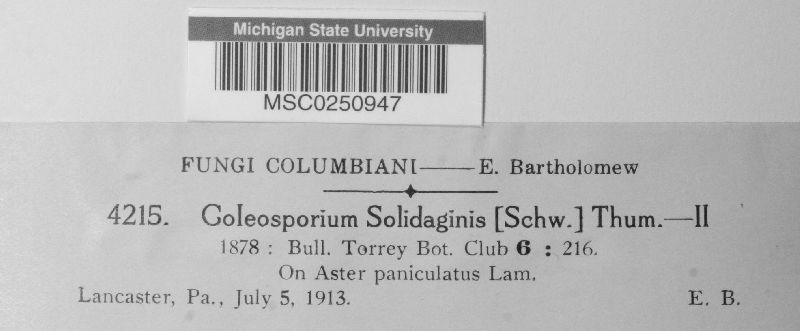 Michigan State University
MSC0250947
FUNGI COLUMBIANI——E. Bartholomew
4215. Coleosporium Solidaginis [Schw.] Thum.—II
1878 : Bull. Torrey Bot. Club 6 : 216.
On Aster paniculatus Lam.
Lancaster, Pa., July 5, 1913. E. B.